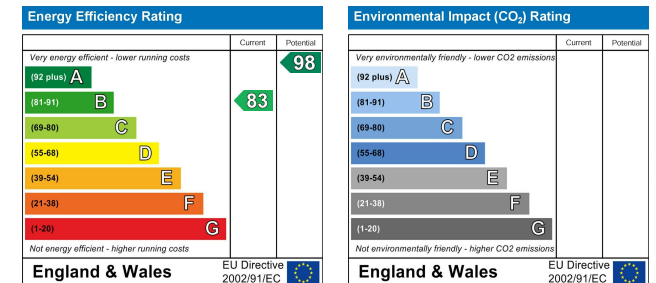 Energy Efficiency Rating
Current Potential
Very energy efficient - lower running costs
98
(92 plus) A
(81-91) B
83
(69-80) C
(55-68) D
(39-54) E
(21-38) F
(1-20) G
Not energy efficient - higher running costs
England & Wales
EU Directive
2002/91/EC
Environmental Impact (CO2) Rating
Current Potential
Very environmentally friendly - lower CO2 emissions
(92 plus) A
(81-91) B
(69-80) C
(55-68) D
(39-54) E
(21-38) F
(1-20) G
Not environmentally friendly - higher CO2 emissions
England & Wales
EU Directive
2002/91/EC